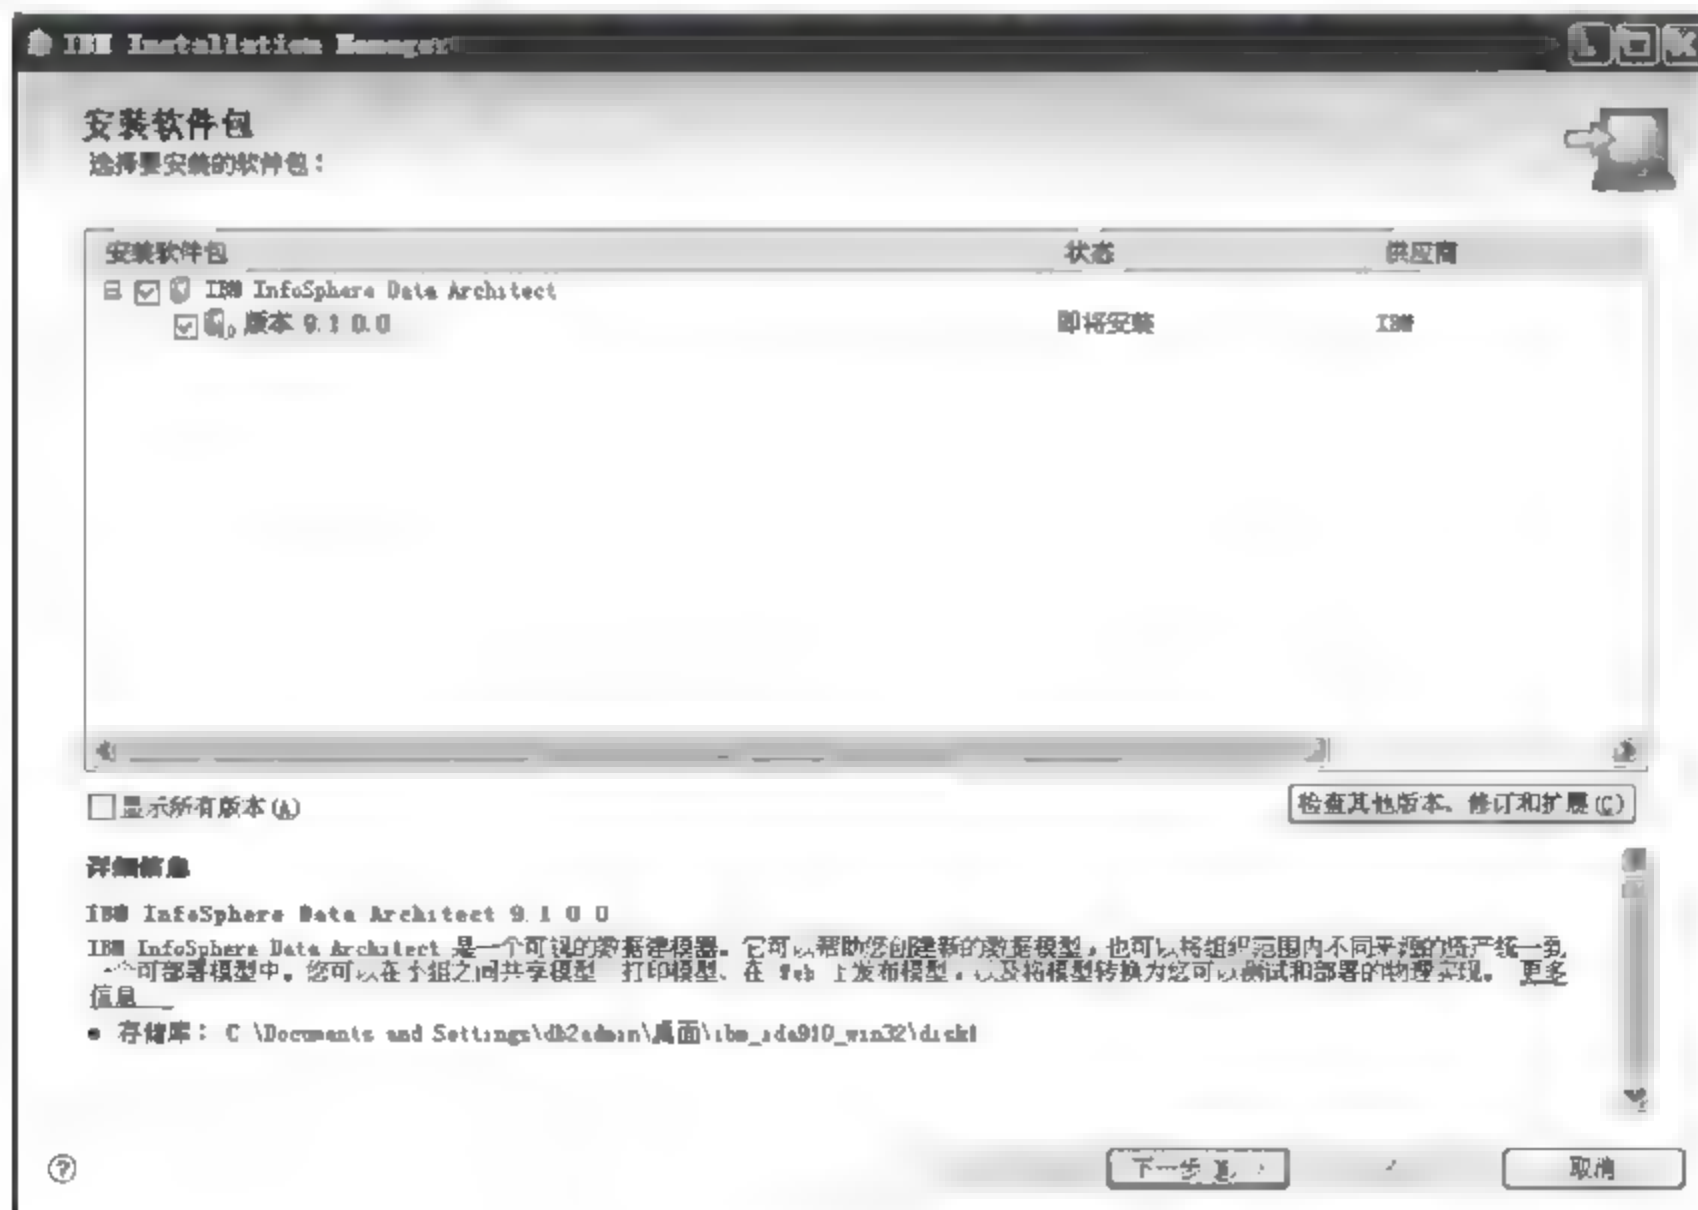 IBM Installation Manager
安装软件包
选择要安装的软件包：
安装软件包 状态 供应商
IBM InfoSphere Data Architect
版本 9.1.0.0 即将安装 IBM
显示所有版本(A) 检查其他版本、修订和扩展(C)
详细信息
IBM InfoSphere Data Architect 9.1.0.0
IBM InfoSphere Data Architect 是一个可视的数据建模器。它可以帮助您创建新的数据模型，也可以将组织范围内不同来源的资产统一到
一个可部署模型中。您可以在小组之间共享模型、打印模型、在 Web 上发布模型，以及将模型转换为您可以测试和部署的物理实现。 更多
信息
存储库： C:\Documents and Settings\db2admin\桌面\ibm_ida910_win32\disk1
下一步 取消